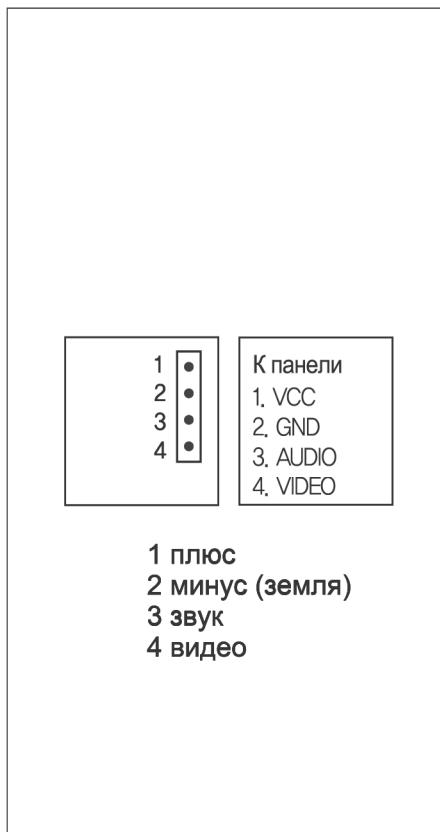 1
2
3
4
К панели
1. VCC
2. GND
3. AUDIO
4. VIDEO
1 плюс
2 минус (земля)
3 звук
4 видео